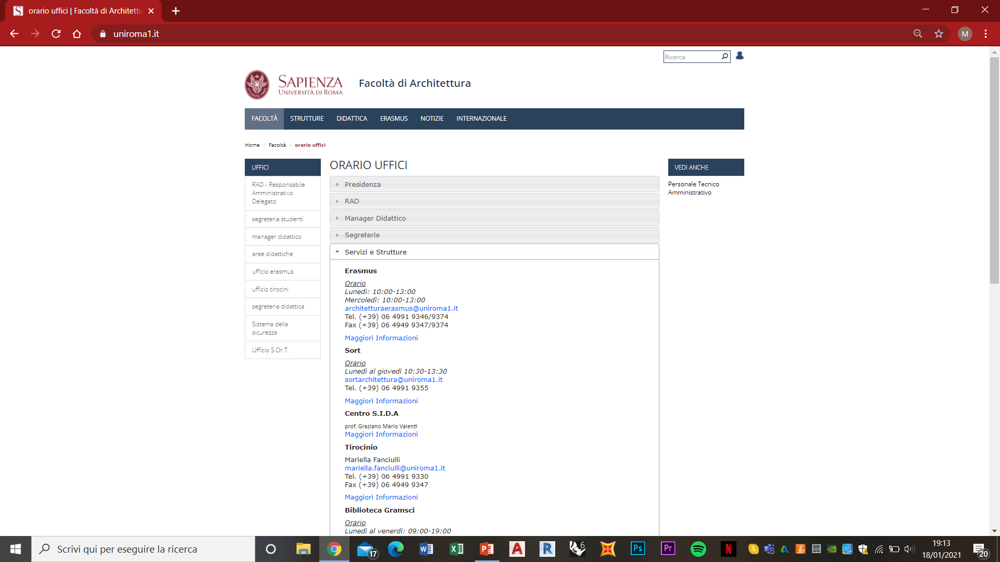 orario uffici | Facoltà di Architettu
uniroma1.it
M
Ricerca
SAPIENZA
UNIVERSITÀ DI ROMA
Facoltà di Architettura
FACOLTÀ STRUTTURE DIDATTICA ERASMUS NOTIZIE INTERNAZIONALE
Home / Facoltà / orario uffici
UFFICI
RAD - Responsabile
Amministrativo
Delegato
segreteria studenti
manager didattico
aree didattiche
ufficio erasmus
ufficio tirocini
segreteria didattica
Sistema della
sicurezza
Ufficio S.Or.T.
ORARIO UFFICI
Presidenza
RAD
Manager Didattico
Segreterie
Servizi e Strutture
Erasmus
Orario
Lunedì: 10:00-13:00
Mercoledì: 10:00-13:00
architetturaerasmus@uniroma1.it
Tel. (+39) 06 4991 9346/9374
Fax (+39) 06 4949 9347/9374
Maggiori Informazioni
Sort
Orario
Lunedì al giovedì 10:30-13:30
sortarchitettura@uniroma1.it
Tel. (+39) 06 4991 9355
Maggiori Informazioni
Centro S.I.D.A
prof. Graziano Mario Valenti
Maggiori Informazioni
Tirocinio
Mariella Fanciulli
mariella.fanciulli@uniroma1.it
Tel. (+39) 06 4991 9330
Fax (+39) 06 4949 9347
Maggiori Informazioni
Biblioteca Gramsci
Orario
Lunedì al venerdì: 09:00-19:00
VEDI ANCHE
Personale Tecnico
Amministrativo
Scrivi qui per eseguire la ricerca
17
6
Ps
Pr
19:13
18/01/2021
20